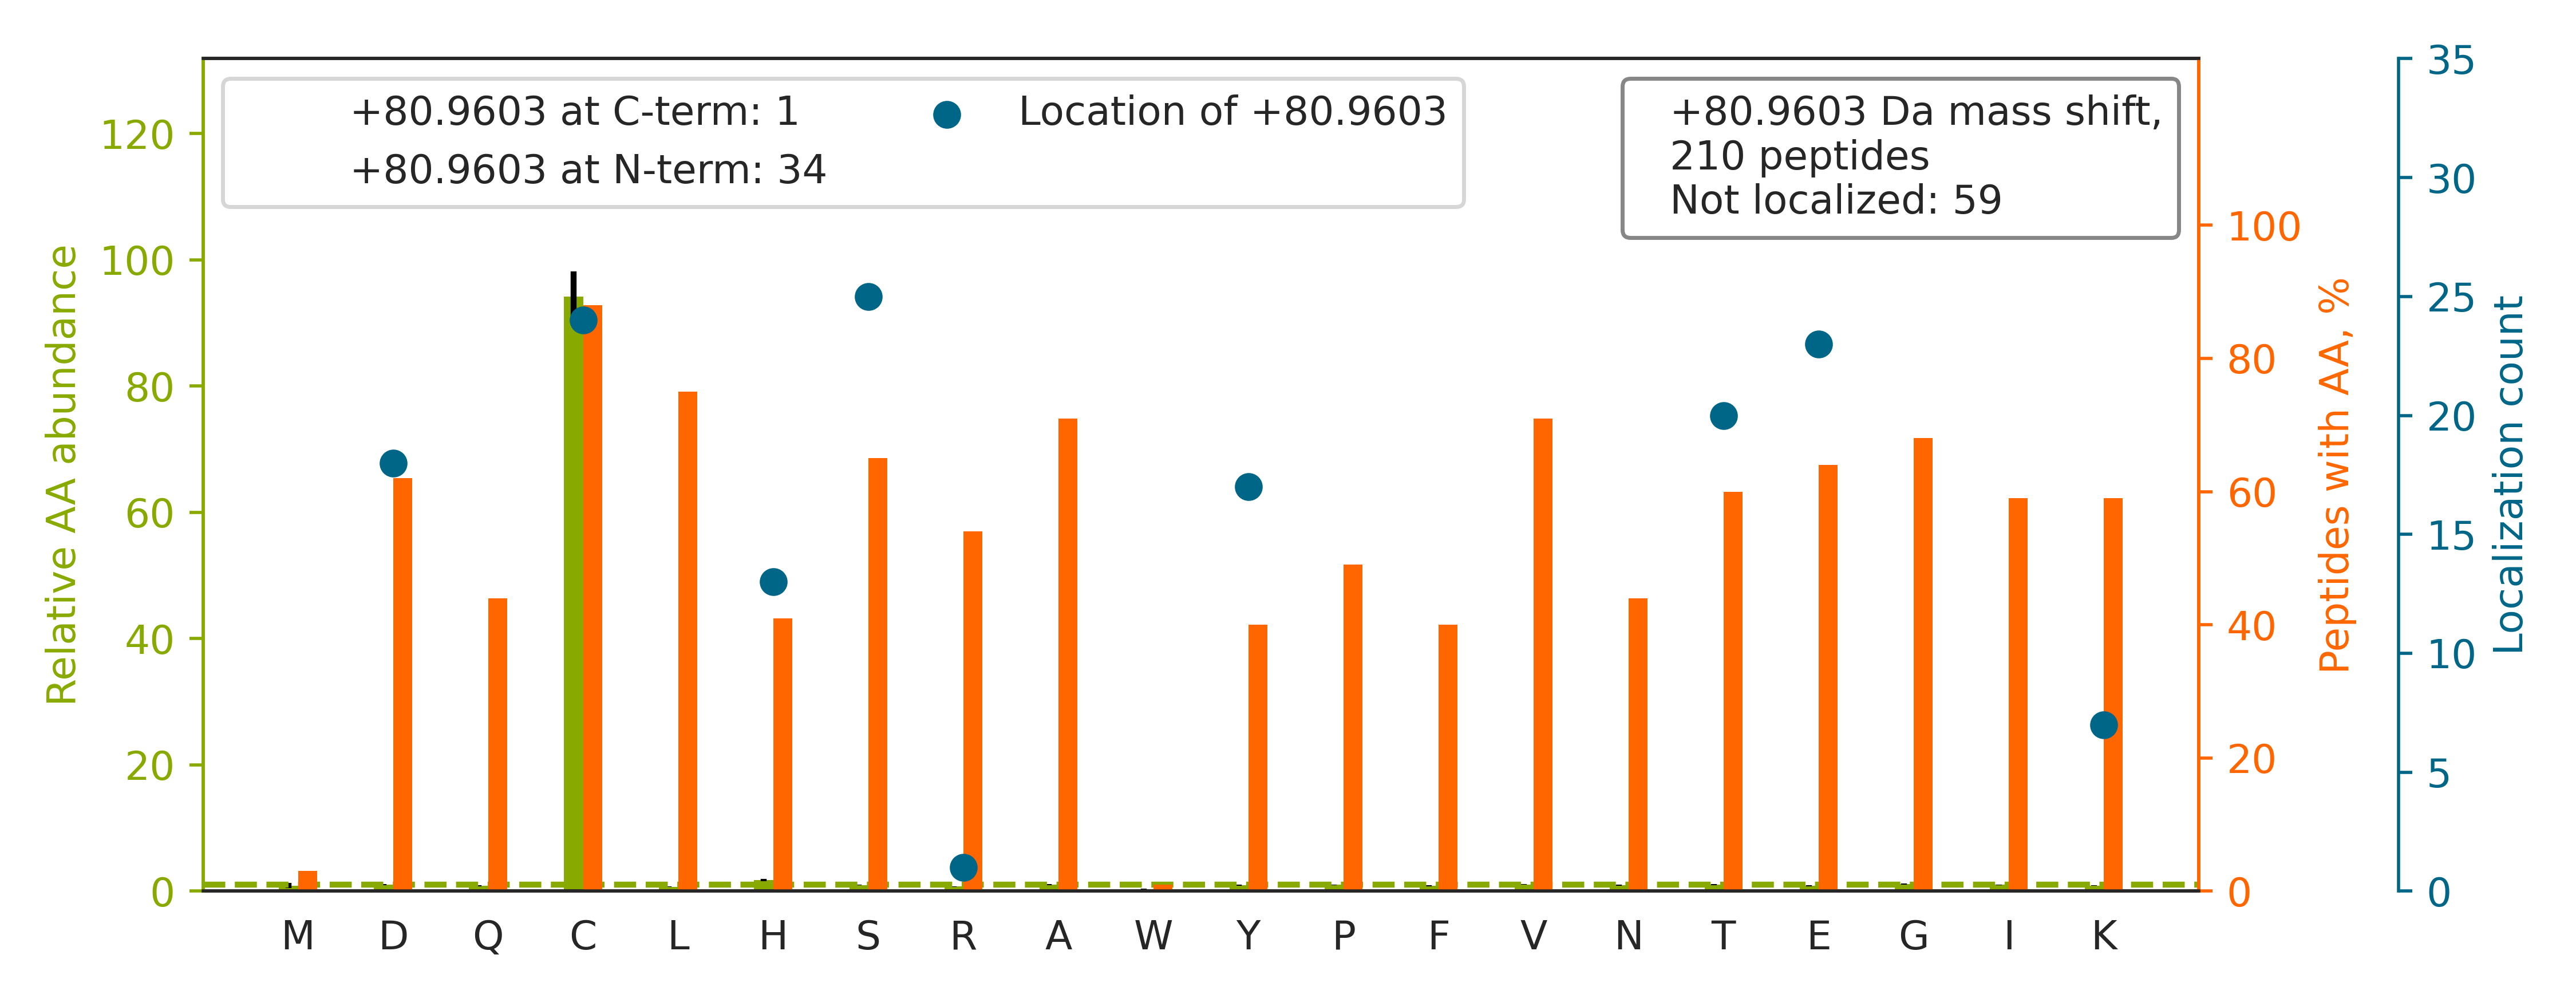 +80.9603 at C-term: 1
+80.9603 at N-term: 34
Location of +80.9603
+80.9603 Da mass shift,
210 peptides
Not localized: 59
Relative AA abundance
120
100
80
60
40
20
0
M D Q C L H S R A W Y P F V N T E G I K
100
80
60
40
20
0
Peptides with AA, %
35
30
25
20
15
10
5
0
Localization count